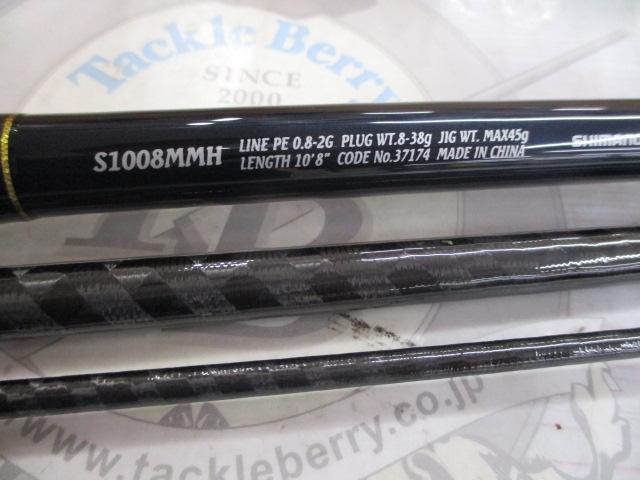 Tackle Berry
SINCE
2000
S1008MMH
LINE PE 0.8-2G PLUG WT.8-38g JIG WT. MAX45g
LENGTH 10'8" CODE No.37174 MADE IN CHINA
SHIMANO
www.tackleberry.co.jp